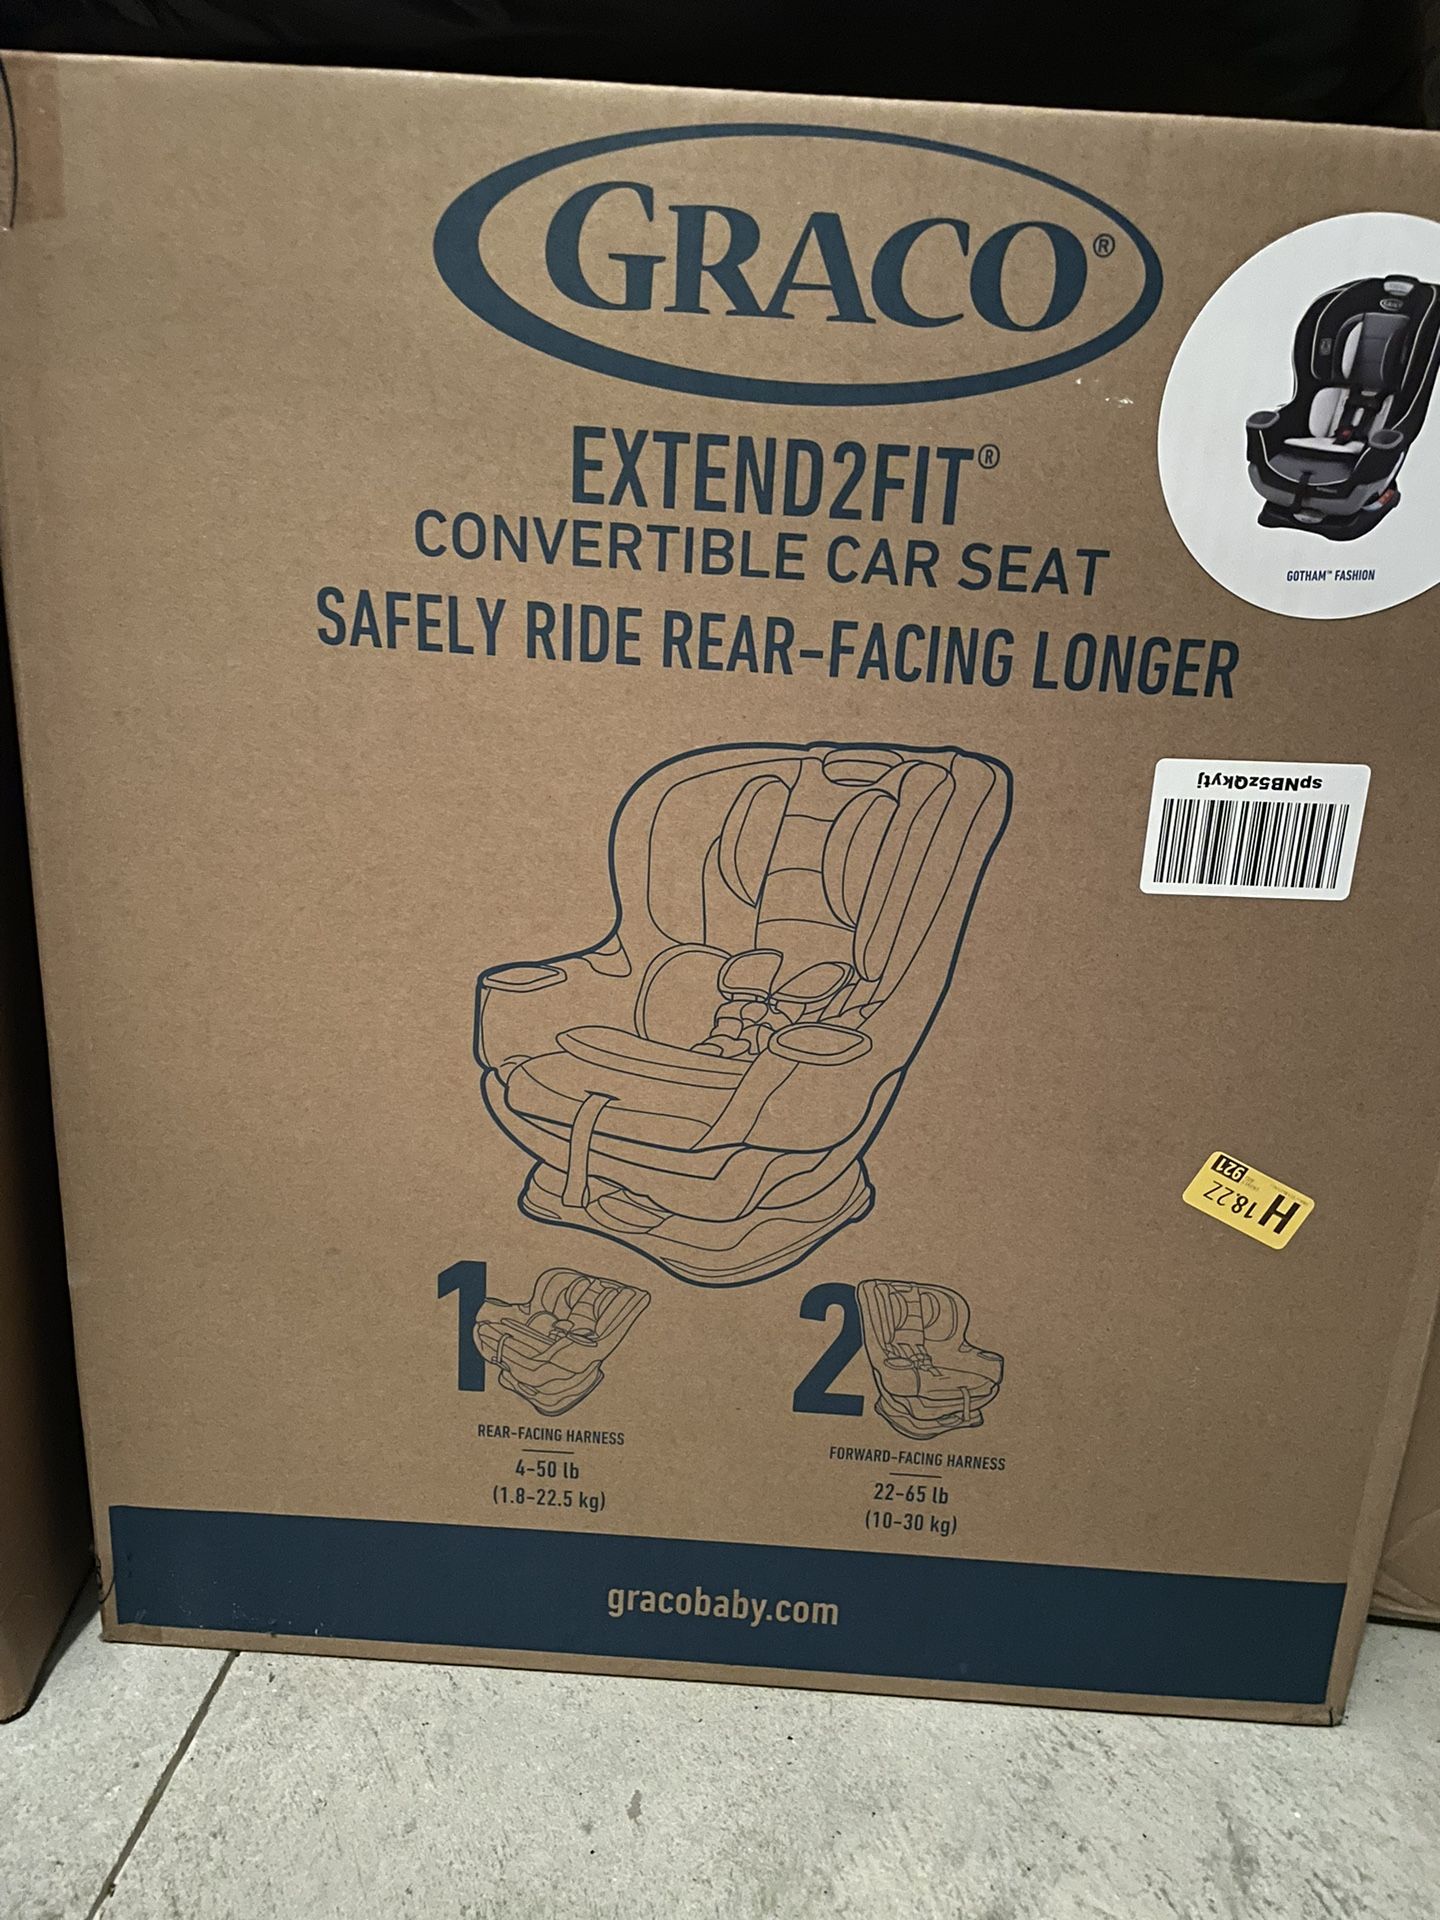 GRACO®
EXTEND2FIT®
CONVERTIBLE CAR SEAT
SAFELY RIDE REAR-FACING LONGER
GRACO
GOTHAM™ FASHION
spNB5zQkytj
H
18.2Z
921
1
REAR-FACING HARNESS
4-50 lb
(1.8-22.5 kg)
2
FORWARD-FACING HARNESS
22-65 lb
(10-30 kg)
gracobaby.com